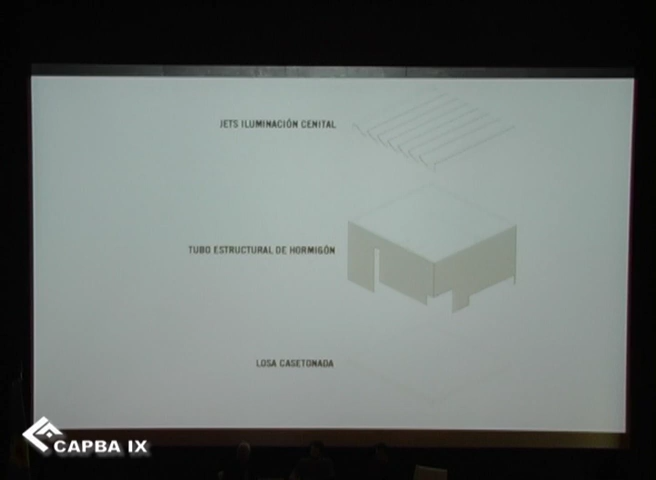 JETS ILUMINACIÓN CENITAL
TUBO ESTRUCTURAL DE HORMIGÓN
LOSA CASETONADA
CAPBA IX